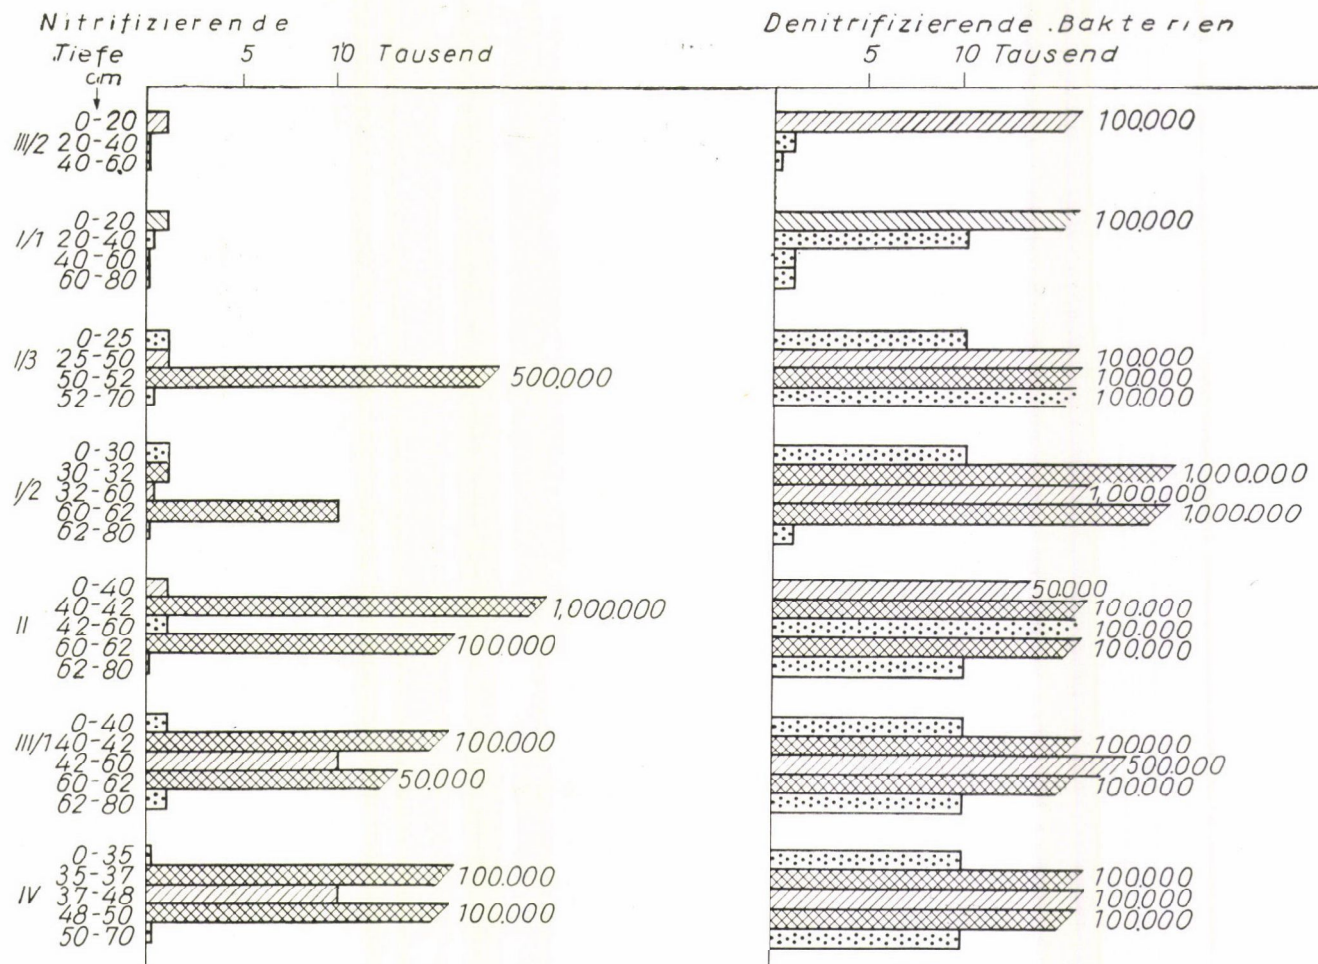 Nitrifizierende Denitrifizierende .Bakterien
Tiefe 5 10 Tausend 5 10 Tausend
cm
0-20 100.000
III/2 20-40
40-60
0-20 100.000
I/1 20-40
40-60
60-80
0-25
I/3 25-50 100.000
50-52 500.000 100.000
52-70 100.000
0-30
30-32 1,000.000
I/2 32-60 1,000.000
60-62 1,000.000
62-80
0-40 50.000
40-42 1,000.000 100.000
II 42-60 100.000
60-62 100.000 100.000
62-80
0-40
III/1 40-42 100.000 100.000
42-60 500.000
60-62 50.000 100.000
62-80
0-35
35-37 100.000 100.000
IV 37-48 100.000
48-50 100.000 100.000
50-70